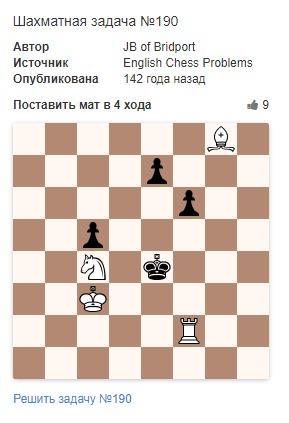 Шахматная задача №190
Автор JB of Bridport
Источник English Chess Problems
Опубликована 142 года назад
Поставить мат в 4 хода 9
Решить задачу №190